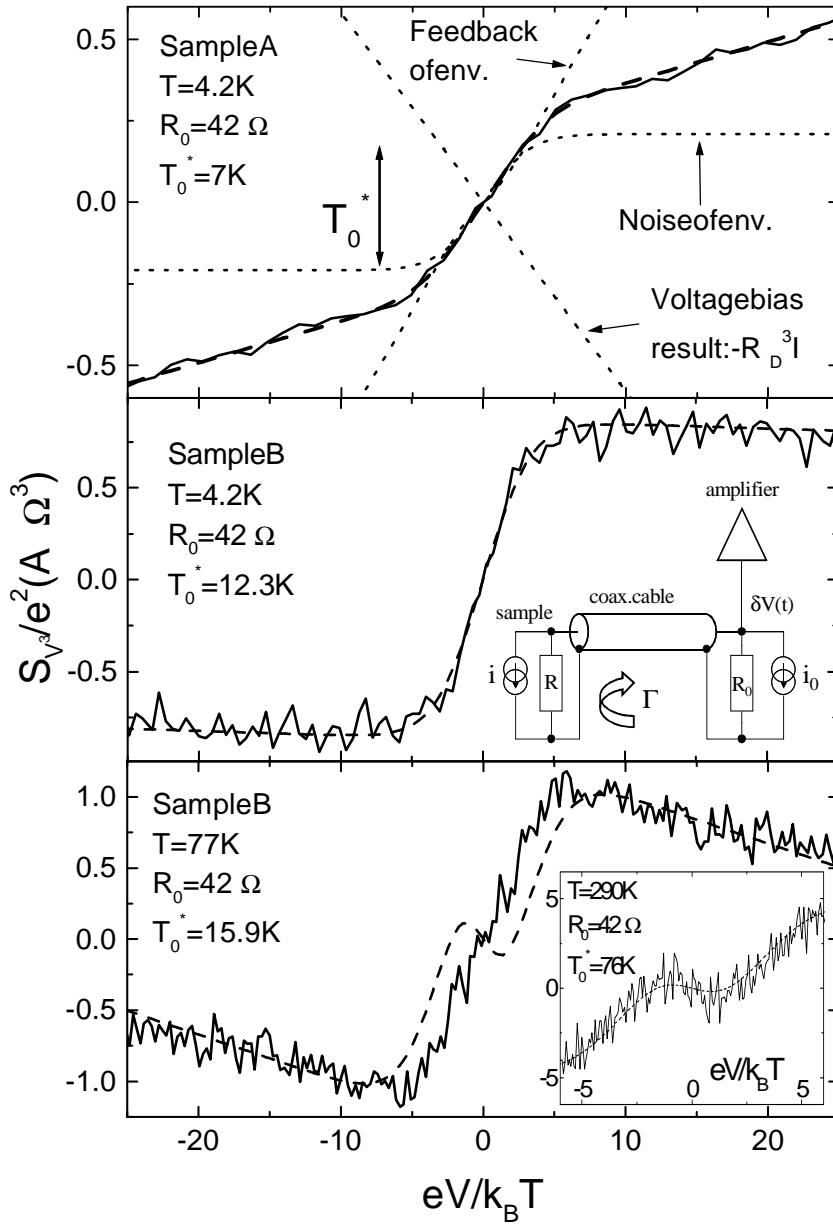 0.5
0.0
-0.5
SampleA
T=4.2K
R0=42 Ω
T0*=7K
T0*
Feedback
ofenv.
Noiseofenv.
Voltagebias
result:-R D 3I
0.5
0.0
-0.5
SampleB
T=4.2K
R0=42 Ω
T0*=12.3K
amplifier
coax.cable
δV(t)
sample
i
R
Γ
R0
i0
SV3/e2(A Ω3)
1.0
0.5
0.0
-0.5
-1.0
SampleB
T=77K
R0=42 Ω
T0*=15.9K
T=290K
R0=42 Ω
T0*=76K
5
0
-5
eV/kBT
-5
0
5
-20
-10
0
10
20
eV/kBT